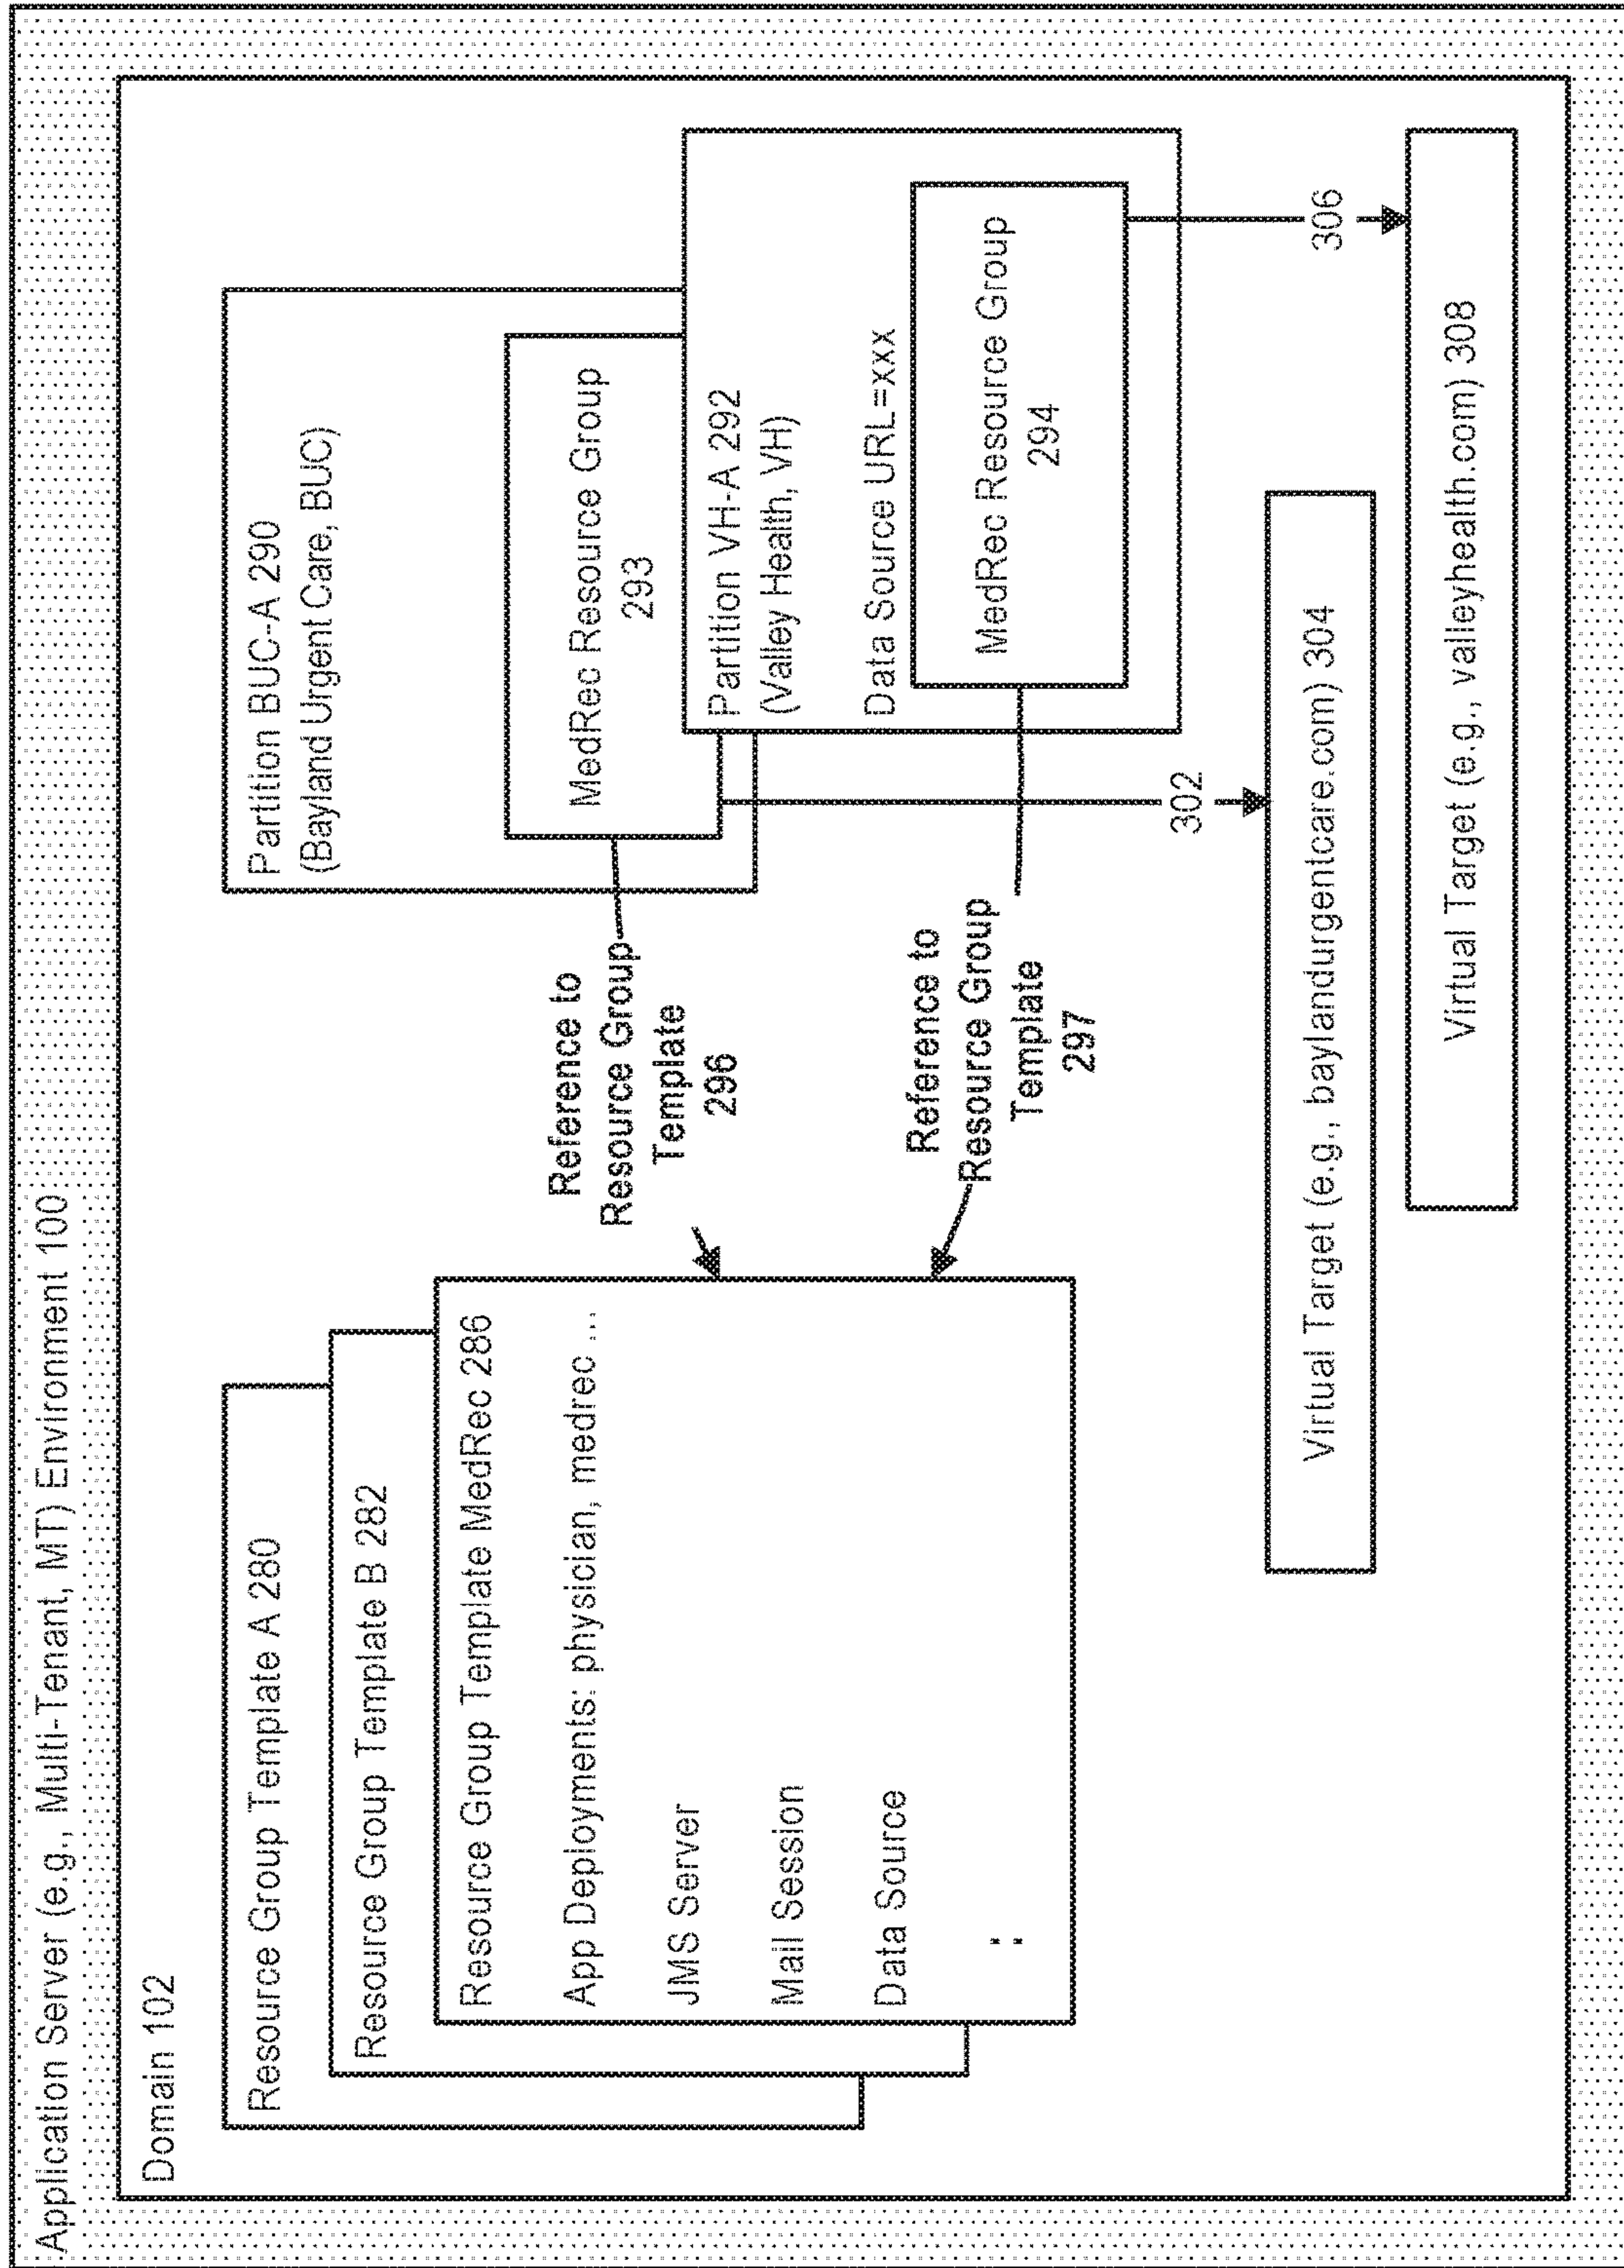 Application Server (e.g., Multi-Tenant, MT) Environment 100
Domain 102
Resource Group Template A 280
Resource Group Template B 282
Resource Group Template MedRec 286
App Deployments: physician, medrec ...
JMS Server
Mail Session
Data Source
:
Reference to
Resource Group
Template
296
Reference to
Resource Group
Template
297
Partition BUC-A 290
(Bayland Urgent Care, BUC)
MedRec Resource Group
293
Partition VH-A 292
(Valley Health, VH)
Data Source URL=xxx
MedRec Resource Group
294
302
306
Virtual Target (e.g., baylandurgentcare.com) 304
Virtual Target (e.g., valleyhealth.com) 308